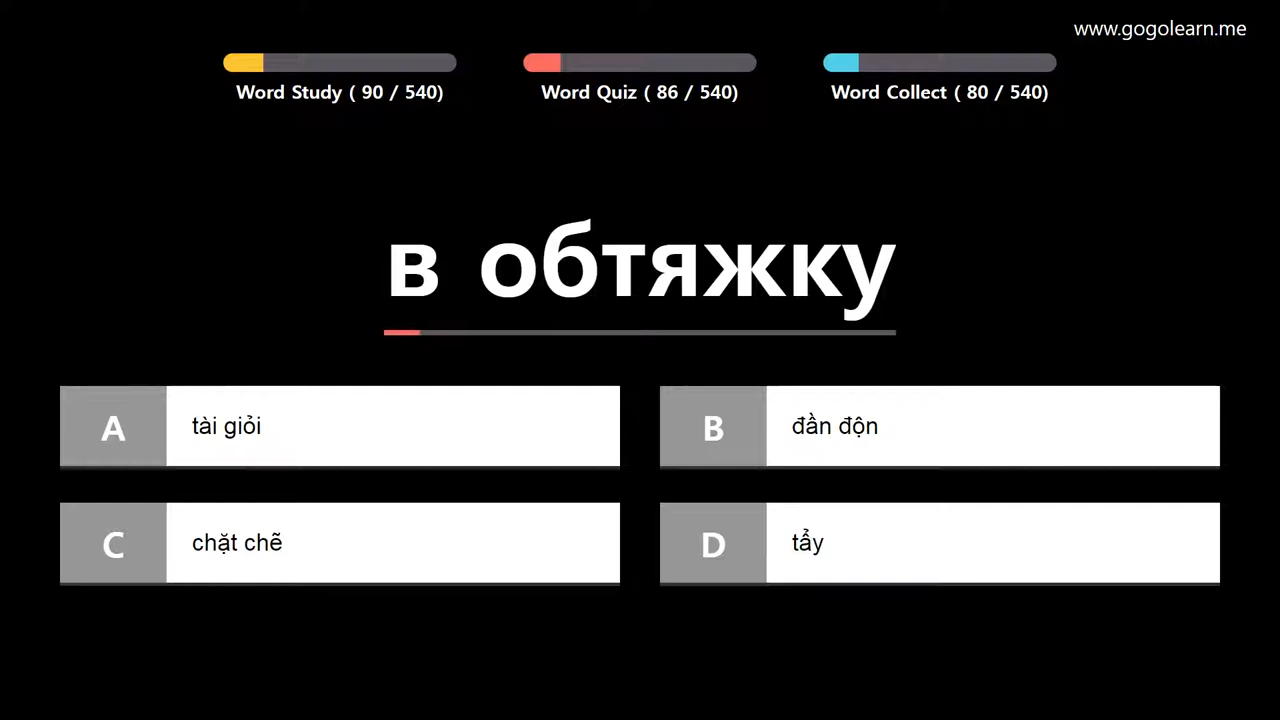 www.gogolearn.me
Word Study ( 90 / 540)
Word Quiz ( 86 / 540)
Word Collect ( 80 / 540)
в обтяжку
A tài giỏi
B đần độn
C chặt chẽ
D tẩy